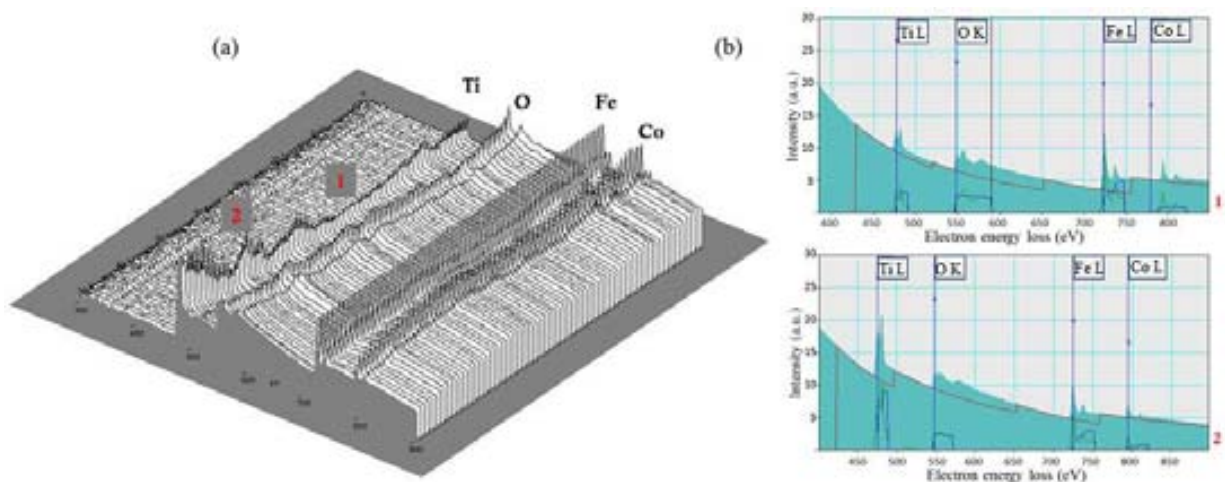 (a)
Ti
O
Fe
Co
1
2
(b)
30
25
20
15
10
5
Ti L
O K
Fe L
Co L
Intensity (a.u.)
400 450 500 550 600 650 700 750 800
Electron energy loss (eV)
1
30
25
20
15
10
5
Ti L
O K
Fe L
Co L
Intensity (a.u.)
450 500 550 600 650 700 750 800 850
Electron energy loss (eV)
2